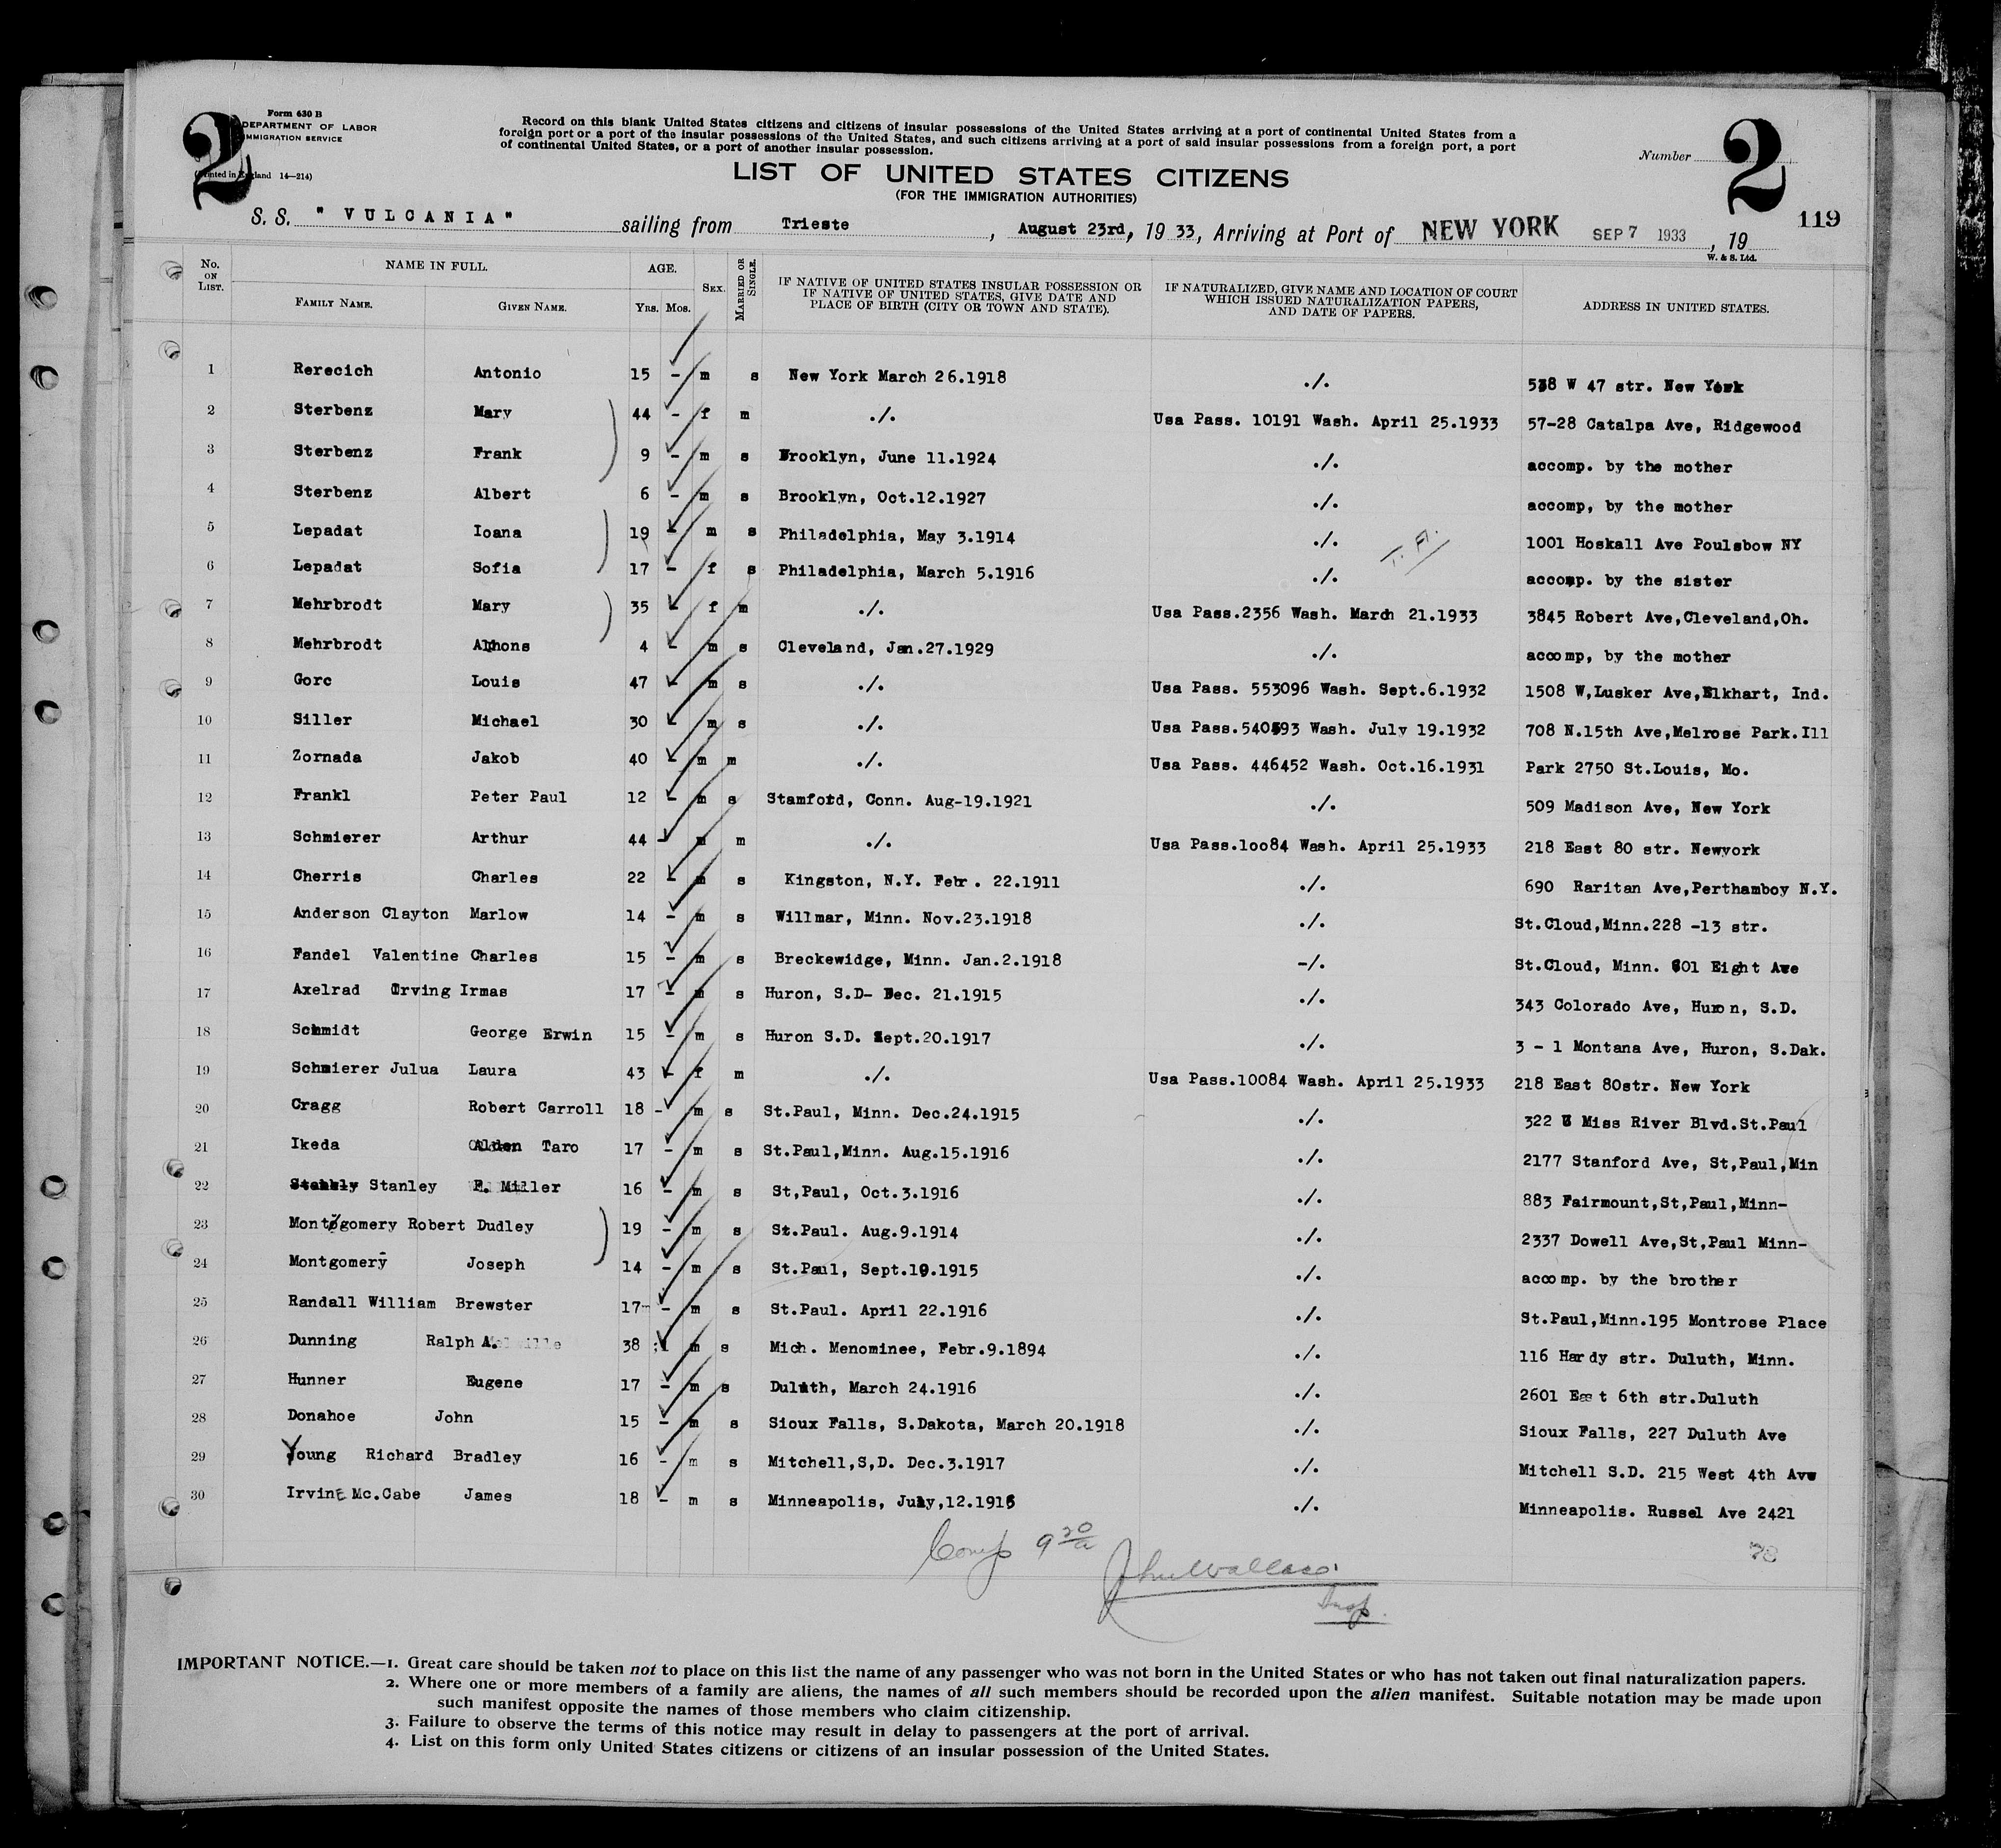 2
Form 630 B
DEPARTMENT OF LABOR
IMMIGRATION SERVICE
(Printed in England 14—214)
Record on this blank United States citizens and citizens of insular possessions of the United States arriving at a port of continental United States from a
foreign port or a port of the insular possessions of the United States, and such citizens arriving at a port of said insular possessions from a foreign port, a port
of continental United States, or a port of another insular possession.
Number
2
LIST OF UNITED STATES CITIZENS
(FOR THE IMMIGRATION AUTHORITIES)
119
S. S. " VULCANIA " sailing from Trieste , August 23rd, 19 33, Arriving at Port of NEW YORK SEP 7 1933 , 19
W. & S. Ltd.
No. ON LIST. NAME IN FULL. FAMILY NAME. GIVEN NAME. AGE. YRS. MOS. SEX. MARRIED OR SINGLE. IF NATIVE OF UNITED STATES INSULAR POSSESSION OR IF NATIVE OF UNITED STATES, GIVE DATE AND PLACE OF BIRTH (CITY OR TOWN AND STATE). IF NATURALIZED, GIVE NAME AND LOCATION OF COURT WHICH ISSUED NATURALIZATION PAPERS, AND DATE OF PAPERS. ADDRESS IN UNITED STATES.
1 Rerecich Antonio 15 - m s New York March 26.1918 ./. 538 W 47 str. New York
2 Sterbenz Mary 44 - f m ./. Usa Pass. 10191 Wash. April 25.1933 57-28 Catalpa Ave, Ridgewood
3 Sterbenz Frank 9 - m s Brooklyn, June 11.1924 ./. accomp. by the mother
4 Sterbenz Albert 6 - m s Brooklyn, Oct.12.1927 ./. accomp, by the mother
5 Lepadat Ioana 19 - m s Philadelphia, May 3.1914 ./. 1001 Hoskall Ave Poulsbow NY
6 Lepadat Sofia 17 - f s Philadelphia, March 5.1916 ./. accomp. by the sister
7 Mehrbrodt Mary 35 - f m ./. Usa Pass.2356 Wash. March 21.1933 3845 Robert Ave,Cleveland,Oh.
8 Mehrbrodt 4 - m s Cleveland, Jan.27.1929 ./. accomp, by the mother
9 Gorc Louis 47 - m s ./. Usa Pass. 553096 Wash. Sept.6.1932 1508 W,Lusker Ave,Elkhart, Ind.
10 Siller Michael 30 - m s ./. Usa Pass.540593 Wash. July 19.1932 708 N.15th Ave,Melrose Park.Ill
11 Zornada Jakob 40 - m m ./. Usa Pass. 446452 Wash. Oct.16.1931 Park 2750 St.Louis, Mo.
12 Frankl Peter Paul 12 - m s Stamford, Conn. Aug-19.1921 ./. 509 Madison Ave, New York
13 Schmierer Arthur 44 - m m ./. Usa Pass.10084 Wash. April 25.1933 218 East 80 str. Newyork
14 Cherris Charles 22 - m s Kingston, N.Y. Febr. 22.1911 ./. 690 Raritan Ave,Perthamboy N.Y.
15 Anderson Clayton Marlow 14 - m s Willmar, Minn. Nov.23.1918 ./. St.Cloud,Minn.228 -13 str.
16 Fandel Valentine Charles 15 - m s Breckewidge, Minn. Jan.2.1918 -/. St.Cloud, Minn. 601 Eight Ave
17 Axelrad Irving Irmas 17 - m s Huron, S.D- Dec. 21.1915 ./. 343 Colorado Ave, Huron, S.D.
18 Schmidt George Erwin 15 - m s Huron S.D. Sept.20.1917 ./. 3 - 1 Montana Ave, Huron, S.Dak.
19 Schmierer Julua Laura 43 - f m ./. Usa Pass.10084 Wash. April 25.1933 218 East 80str. New York
20 Cragg Robert Carroll 18 - m s St.Paul, Minn. Dec.24.1915 ./. 322 Miss River Blvd.St.Paul
21 Ikeda Alden Taro 17 - m s St.Paul,Minn. Aug.15.1916 ./. 2177 Stanford Ave, St,Paul,Min
22 Stanley Miller 16 - m s St,Paul, Oct.3.1916 ./. 883 Fairmount,St,Paul,Minn-
23 Montgomery Robert Dudley 19 - m s St.Paul. Aug.9.1914 ./. 2337 Dowell Ave,St,Paul Minn-
24 Montgomery Joseph 14 - m s St.Paul, Sept.19.1915 ./. accomp. by the brother
25 Randall William Brewster 17 - m s St.Paul. April 22.1916 ./. St.Paul,Minn.195 Montrose Place
26 Dunning Ralph A. 38 m s Mich. Menominee, Febr.9.1894 ./. 116 Hardy str. Duluth, Minn.
27 Hunner Eugene 17 - m s Duluth, March 24.1916 ./. 2601 East 6th str.Duluth
28 Donahoe John 15 - m s Sioux Falls, S.Dakota, March 20.1918 ./. Sioux Falls, 227 Duluth Ave
29 Young Richard Bradley 16 - m s Mitchell,S,D. Dec.3.1917 ./. Mitchell S.D. 215 West 4th Ave
30 Irvine Mc.Cabe James 18 - m s Minneapolis, July,12.1915 ./. Minneapolis. Russel Ave 2421
Comp 9 20/a
John Wallace
Insp.
IMPORTANT NOTICE.—1. Great care should be taken not to place on this list the name of any passenger who was not born in the United States or who has not taken out final naturalization papers.
2. Where one or more members of a family are aliens, the names of all such members should be recorded upon the alien manifest. Suitable notation may be made upon
such manifest opposite the names of those members who claim citizenship.
3. Failure to observe the terms of this notice may result in delay to passengers at the port of arrival.
4. List on this form only United States citizens or citizens of an insular possession of the United States.